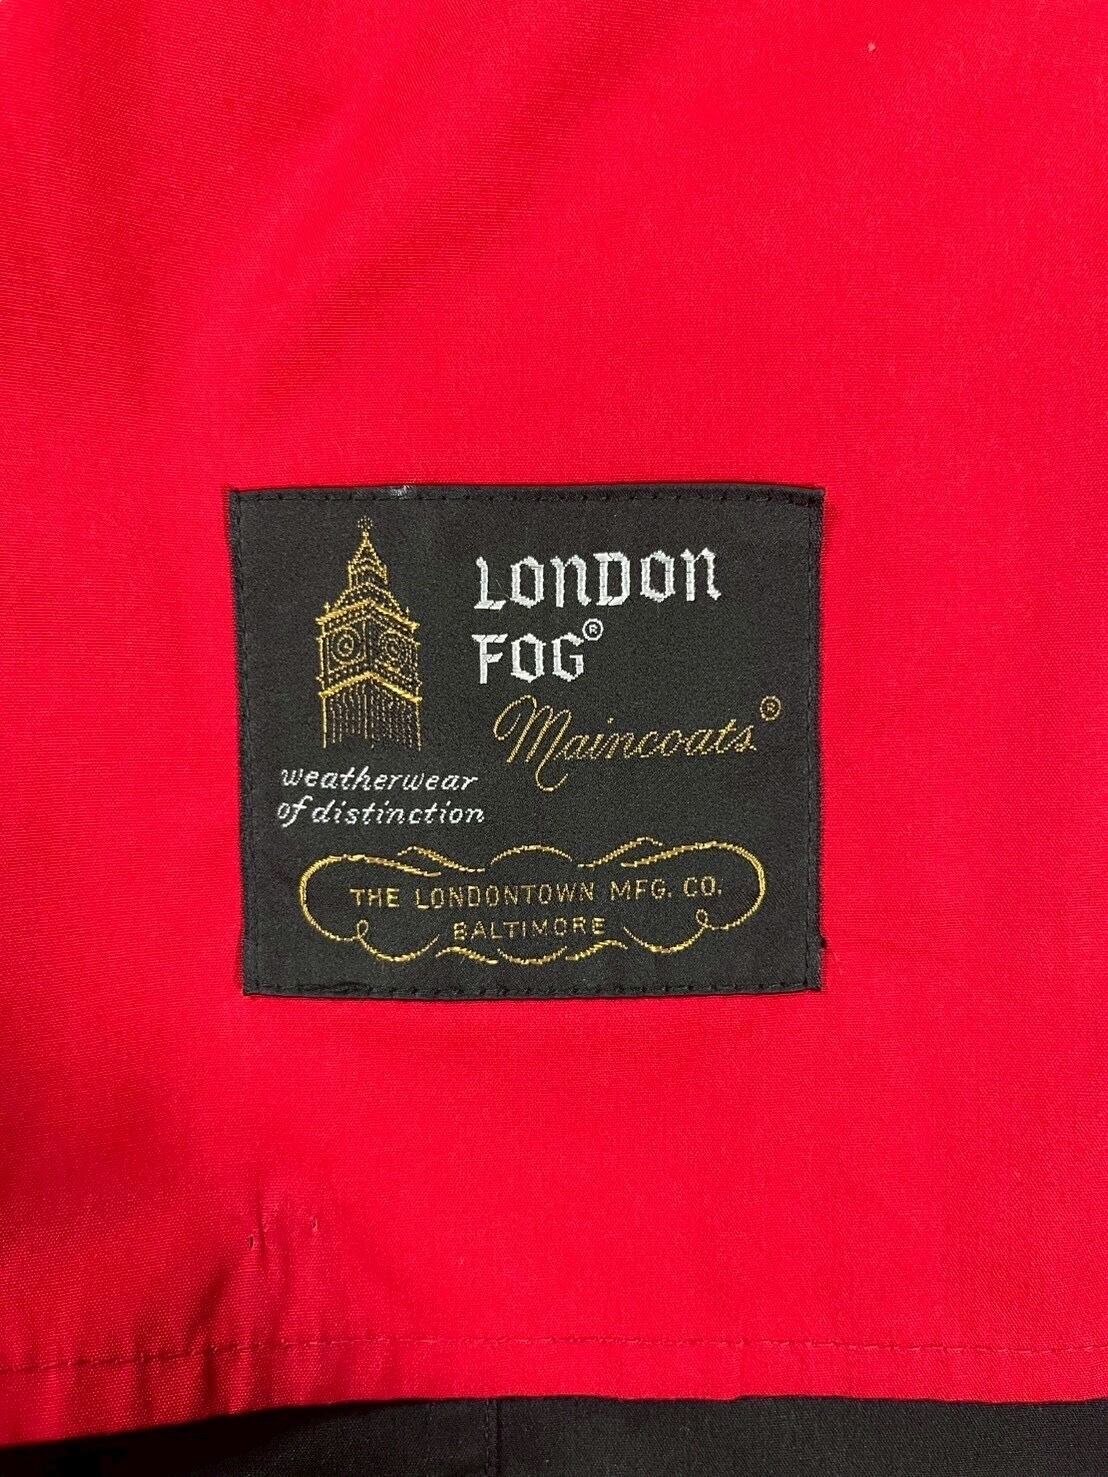 LONDON
FOG®
Maincoats®
weatherwear
of distinction
THE LONDONTOWN MFG. CO.
BALTIMORE